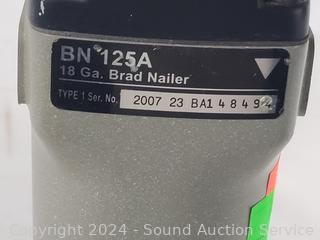 BN 125A
18 Ga. Brad Nailer
TYPE 1 Ser. No. 2007 23 BA1 4 8 4 9 4
Copyright 2024 - Sound Auction Service